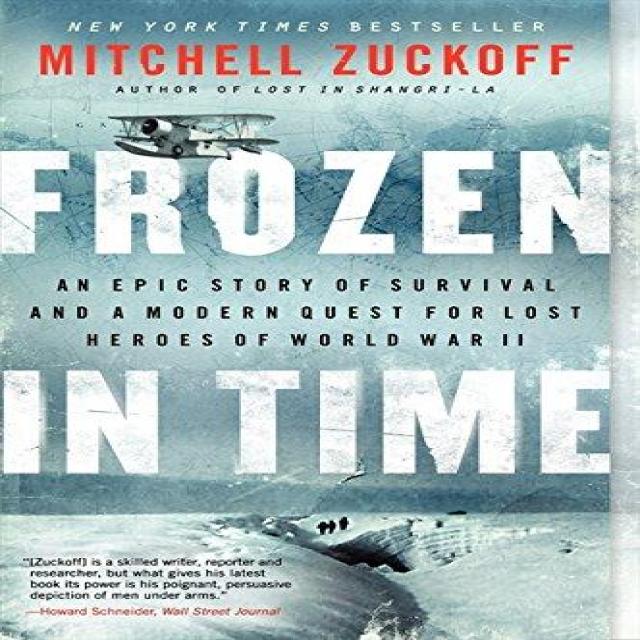 NEW YORK TIMES BESTSELLER
MITCHELL ZUCKOFF
AUTHOR OF LOST IN SHANGRI-LA
FROZEN
AN EPIC STORY OF SURVIVAL
AND A MODERN QUEST FOR LOST
HEROES OF WORLD WAR II
IN TIME
"[Zuckoff] is a skilled writer, reporter and
researcher, but what gives his latest
book its power is his poignant, persuasive
depiction of men under arms."
—Howard Schneider, Wall Street Journal